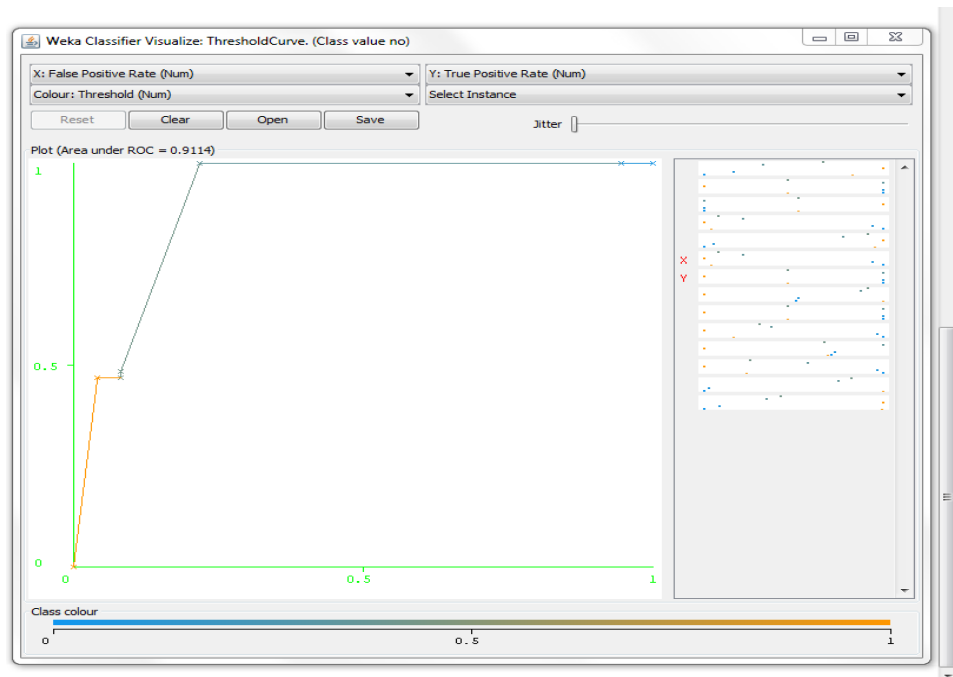 Weka Classifier Visualize: ThresholdCurve. (Class value no)
X: False Positive Rate (Num) Y: True Positive Rate (Num)
Colour: Threshold (Num) Select Instance
Reset Clear Open Save Jitter
Plot (Area under ROC = 0.9114)
1
X
Y
0.5
0
0 0.5 1
Class colour
0 0.5 1